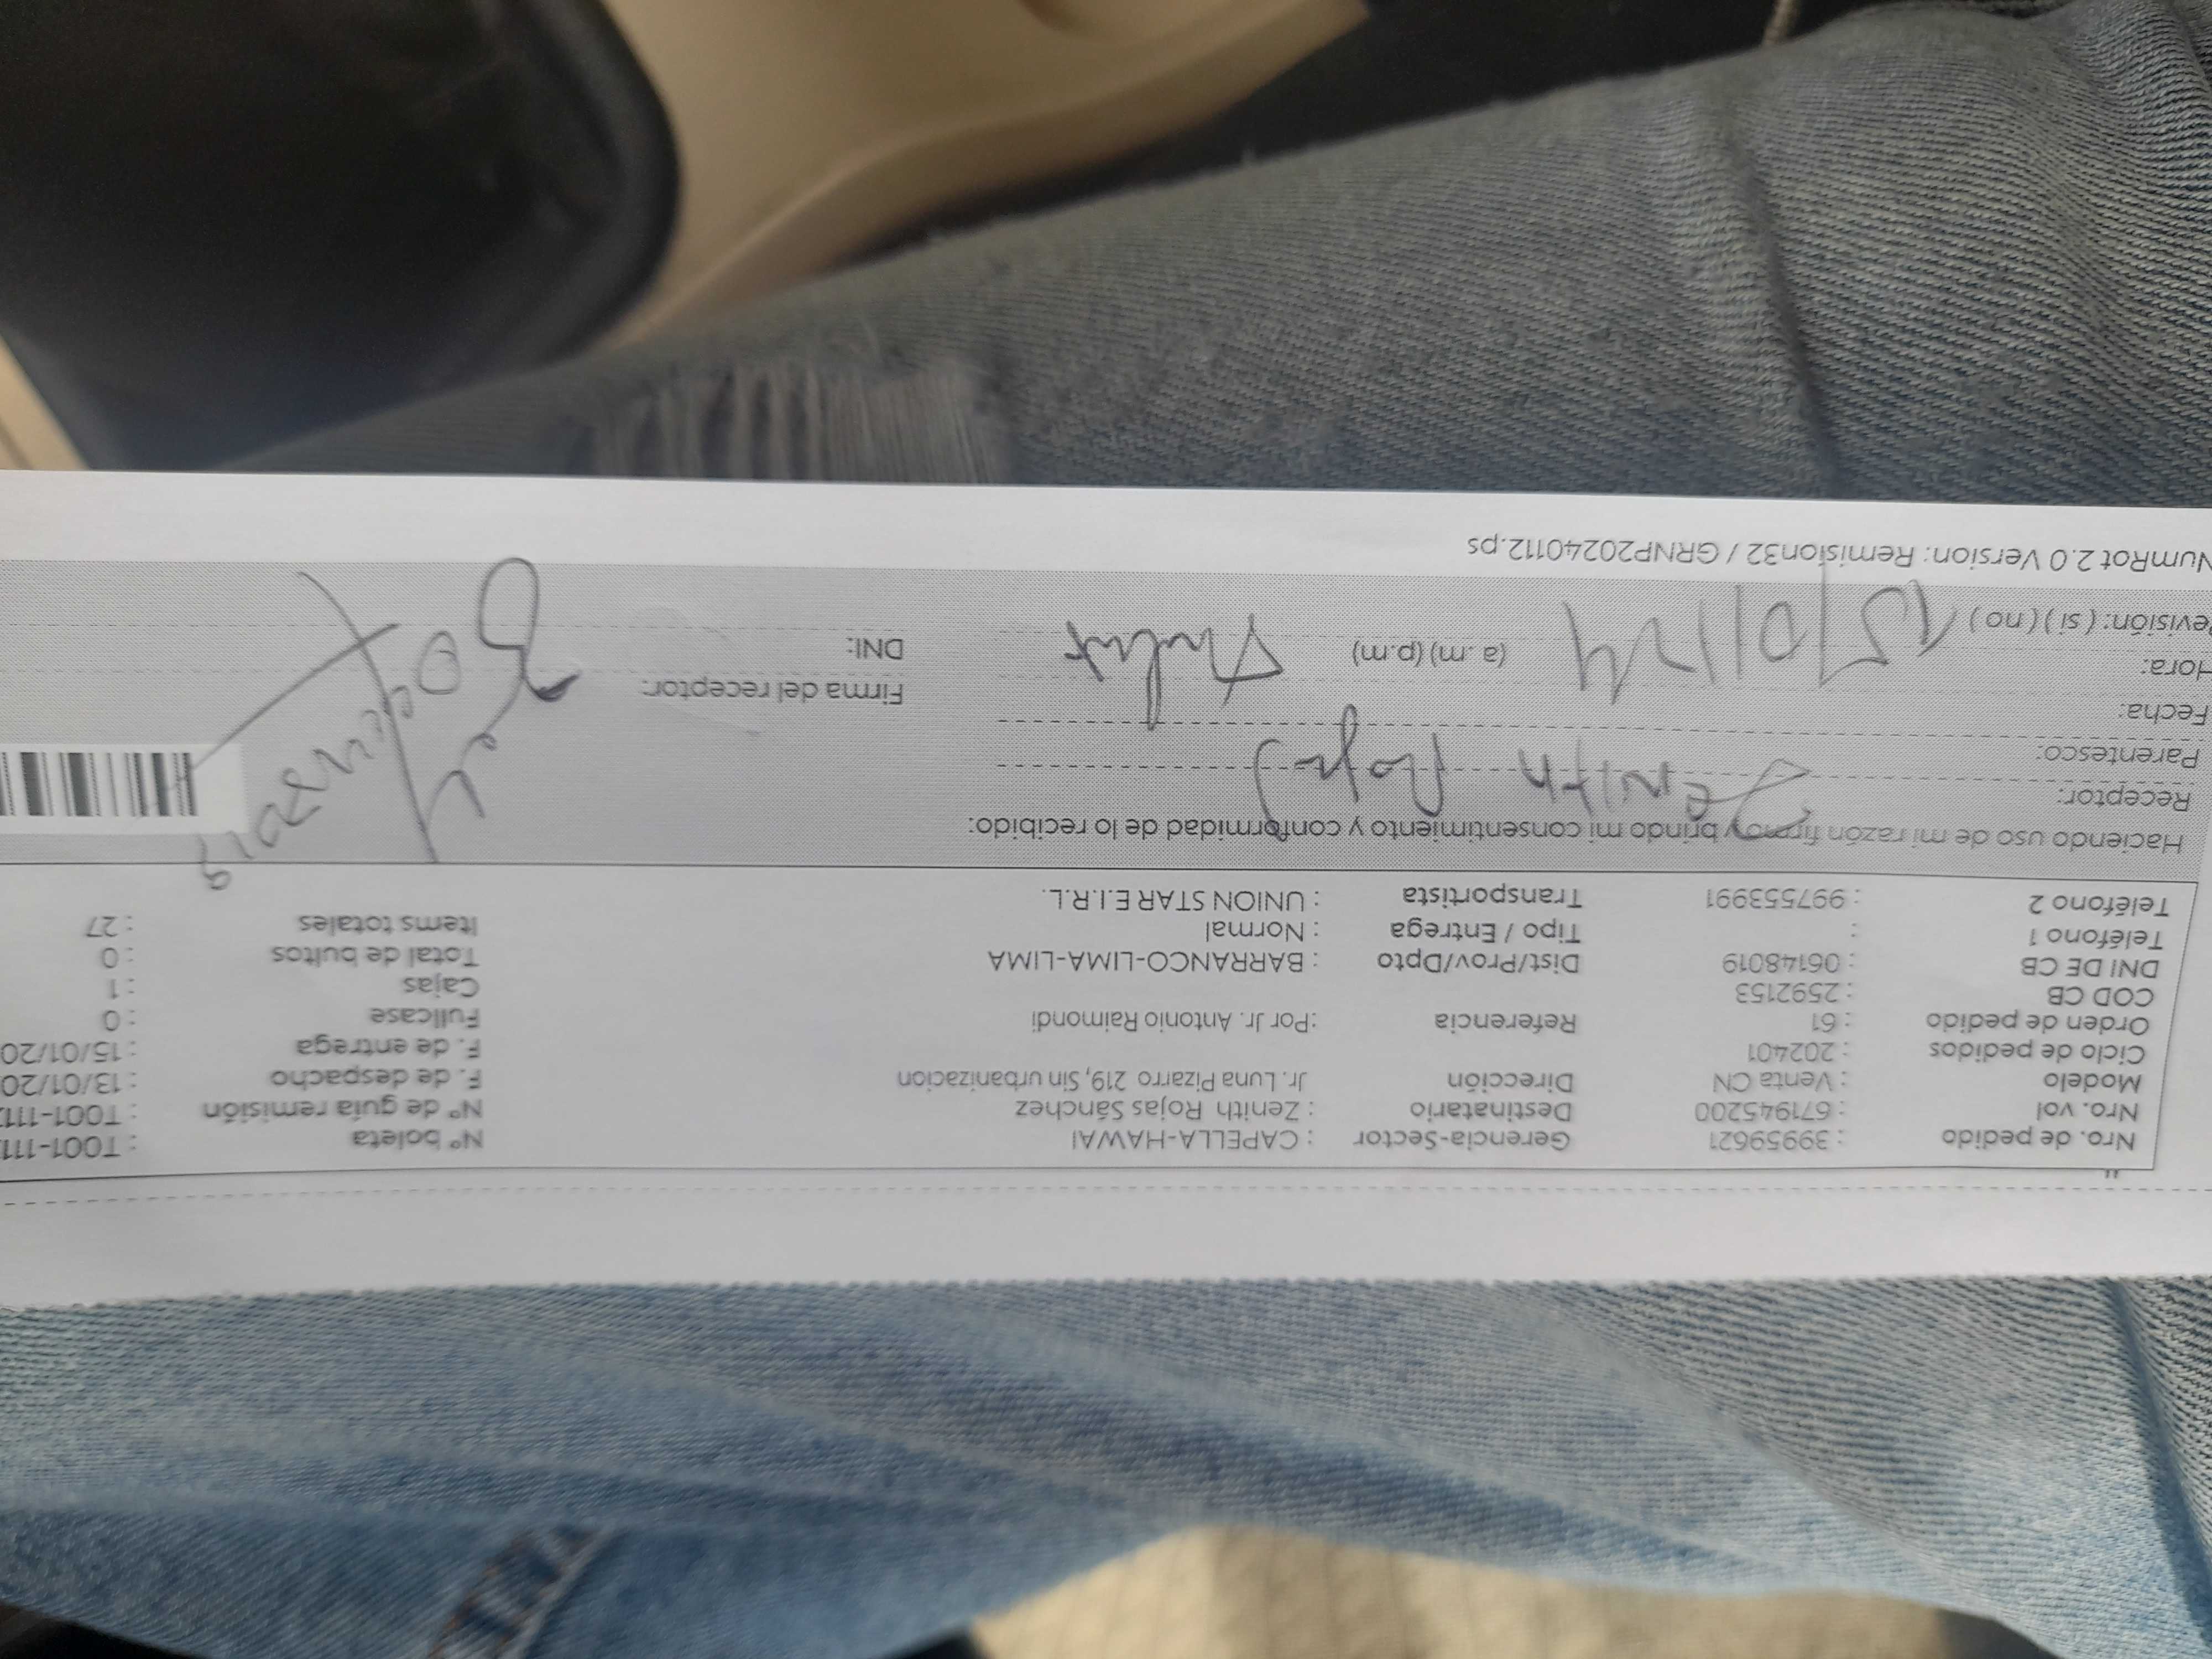 Nro. de pedido : 39959621 Gerencia-Sector : CAPELLA-HAWAI Nº boleta : T001-111
Nro. vol : 671945200 Destinatario : Zenith Rojas Sánchez Nº de guía remisión : T001-111
Modelo : Venta CN Dirección Jr. Luna Pizarro 219, Sin urbanizacion F. de despacho : 13/01/20
Ciclo de pedidos : 202401 F. de entrega : 15/01/20
Orden de pedido : 61 Referencia : Por Jr. Antonio Raimondi Fullcase : 0
COD CB : 2592153 Cajas : 1
DNI DE CB : 06148019 Dist/Prov/Dpto : BARRANCO-LIMA-LIMA Total de bultos : 0
Teléfono 1 : Tipo / Entrega : Normal Items totales : 27
Teléfono 2 : 997553991 Transportista : UNION STAR E.I.R.L.
Haciendo uso de mi razón firmo y brindo mi consentimiento y conformidad de lo recibido:
Receptor: Zenith Rojas
Parentesco:
Fecha: Firma del receptor:
Hora: (a .m) (p.m) DNI:
Revisión: ( si ) ( no ) 15/01/24
NumRot 2.0 Version: Remision32 / GRNP20240112.ps